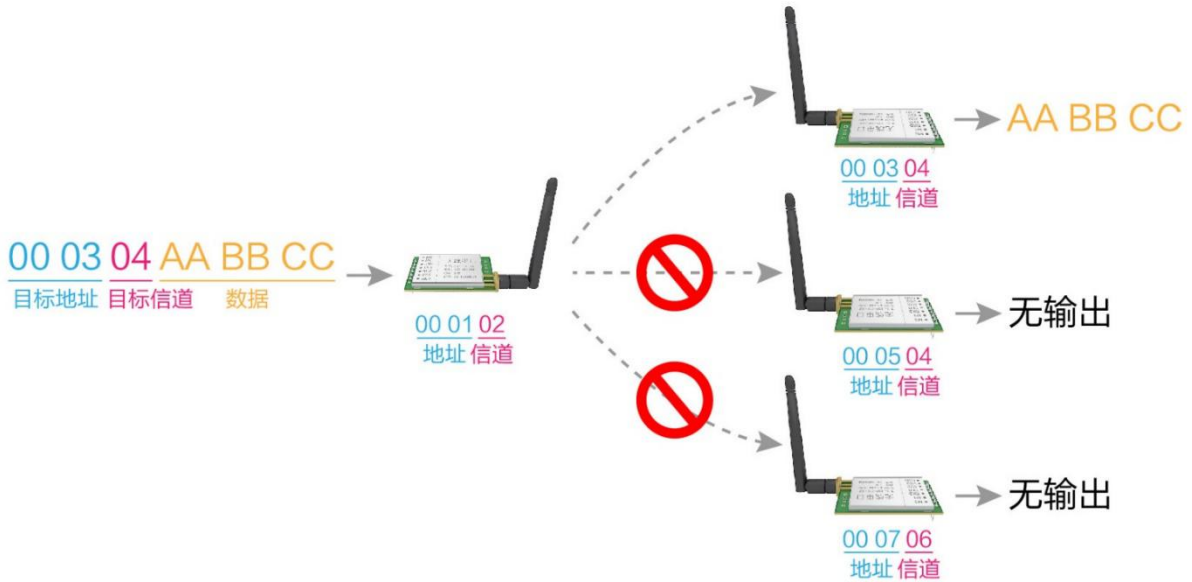 00 03 04 AA BB CC
目标地址 目标信道 数据
00 01 02
地址 信道
AA BB CC
00 03 04
地址 信道
无输出
00 05 04
地址 信道
无输出
00 07 06
地址 信道